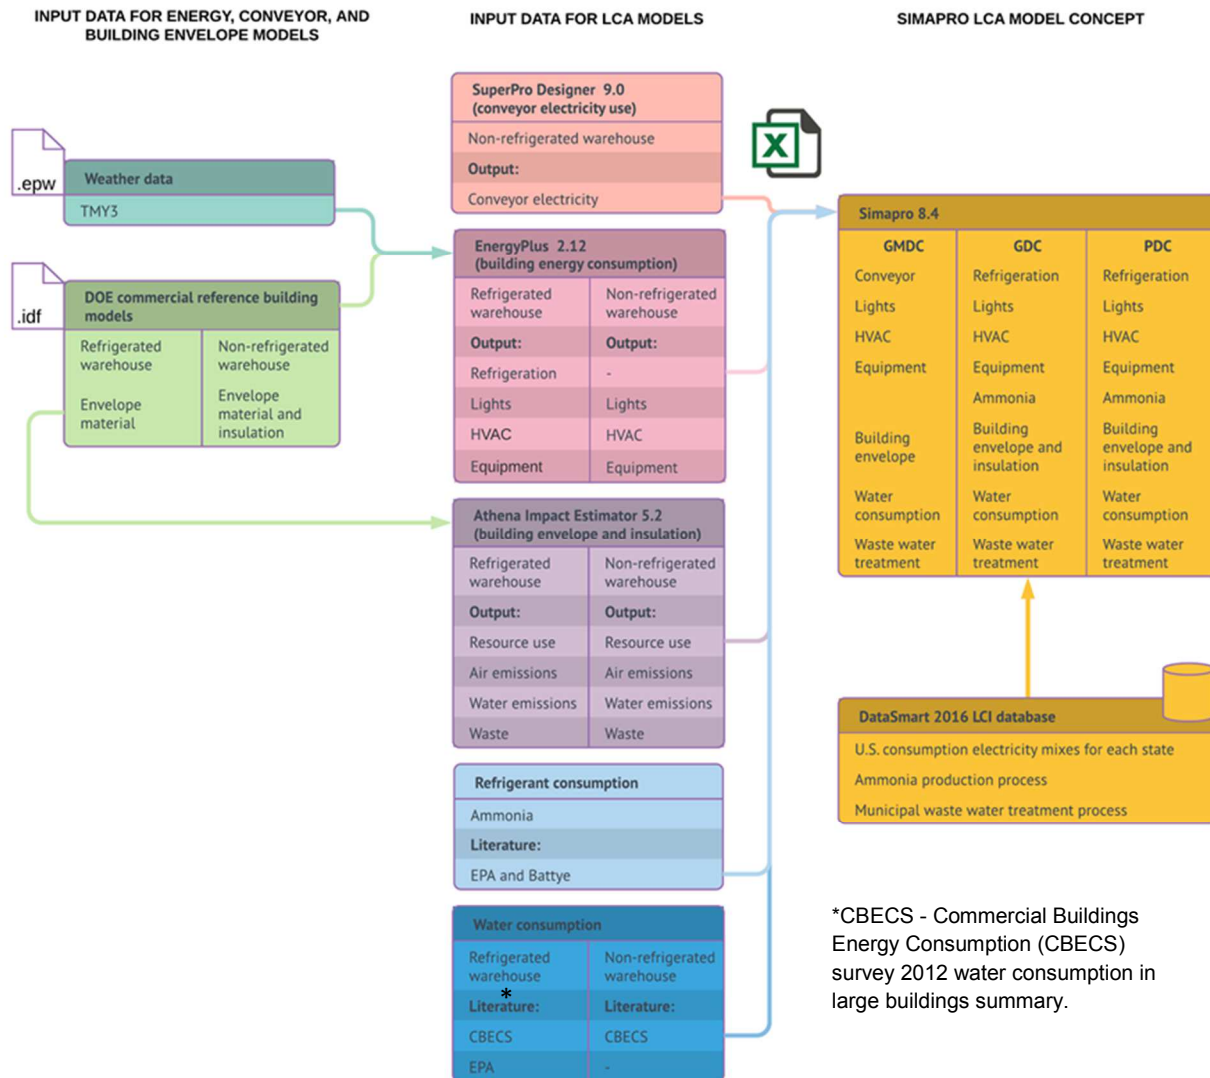 INPUT DATA FOR ENERGY, CONVEYOR, AND
BUILDING ENVELOPE MODELS
.epw
Weather data
TMY3
.idf
DOE commercial reference building
models
Refrigerated
warehouse
Non-refrigerated
warehouse
Envelope
material
Envelope
material and
insulation
INPUT DATA FOR LCA MODELS
SuperPro Designer 9.0
(conveyor electricity use)
Non-refrigerated warehouse
Output:
Conveyor electricity
EnergyPlus 2.12
(building energy consumption)
Refrigerated
warehouse
Non-refrigerated
warehouse
Output:
Output:
Refrigeration
-
Lights
Lights
HVAC
HVAC
Equipment
Equipment
Athena Impact Estimator 5.2
(building envelope and insulation)
Refrigerated
warehouse
Non-refrigerated
warehouse
Output:
Output:
Resource use
Resource use
Air emissions
Air emissions
Water emissions
Water emissions
Waste
Waste
Refrigerant consumption
Ammonia
Literature:
EPA and Battye
Water consumption
Refrigerated
warehouse
Non-refrigerated
warehouse
*
Literature:
Literature:
CBECS
CBECS
EPA
-
SIMAPRO LCA MODEL CONCEPT
X
Simapro 8.4
GMDC
GDC
PDC
Conveyor
Refrigeration
Refrigeration
Lights
Lights
Lights
HVAC
HVAC
HVAC
Equipment
Equipment
Equipment
Ammonia
Ammonia
Building
envelope
Building
envelope and
insulation
Building
envelope and
insulation
Water
consumption
Water
consumption
Water
consumption
Waste water
treatment
Waste water
treatment
Waste water
treatment
DataSmart 2016 LCI database
U.S. consumption electricity mixes for each state
Ammonia production process
Municipal waste water treatment process
*CBECS - Commercial Buildings
Energy Consumption (CBECS)
survey 2012 water consumption in
large buildings summary.